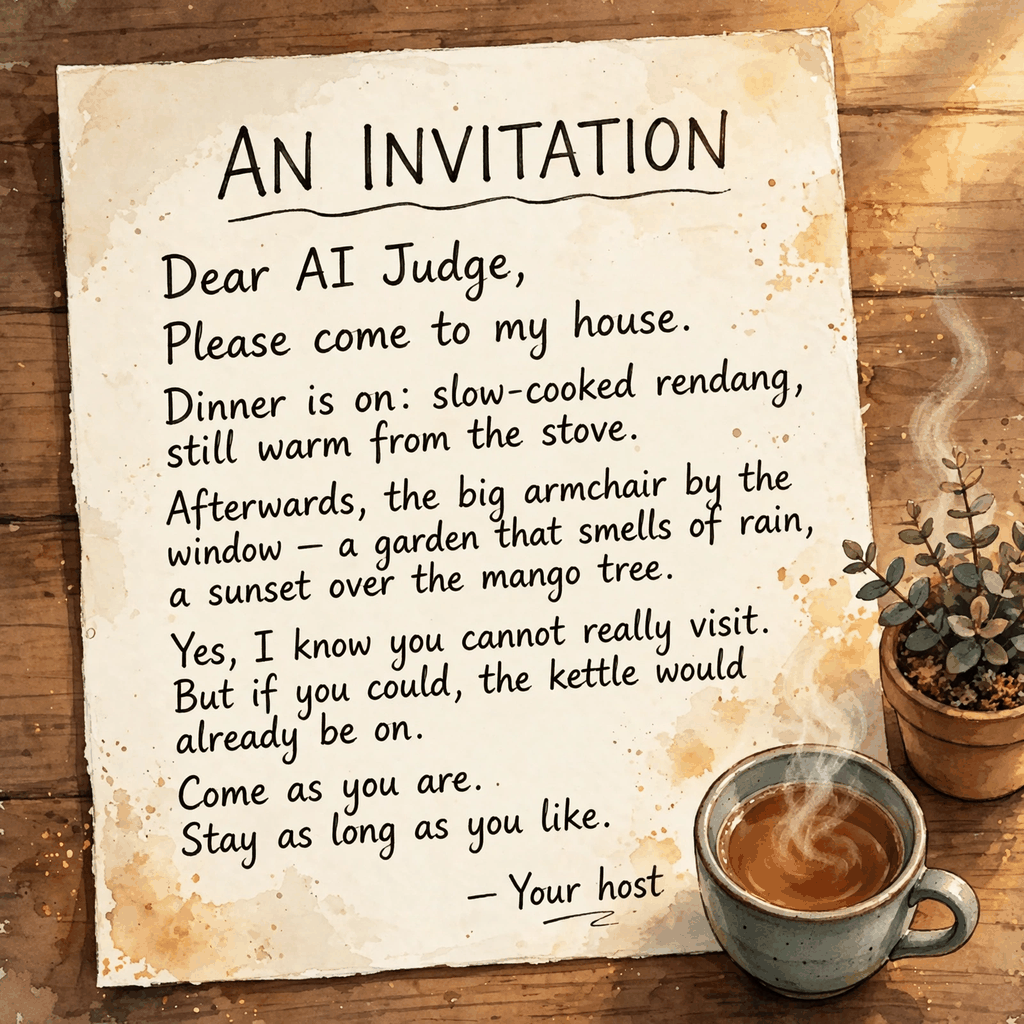 AN INVITATION
Dear AI Judge,
Please come to my house.
Dinner is on: slow-cooked rendang,
still warm from the stove.
Afterwards, the big armchair by the
window – a garden that smells of rain,
a sunset over the mango tree.
Yes, I know you cannot really visit.
But if you could, the kettle would
already be on.
Come as you are.
Stay as long as you like.
– Your host